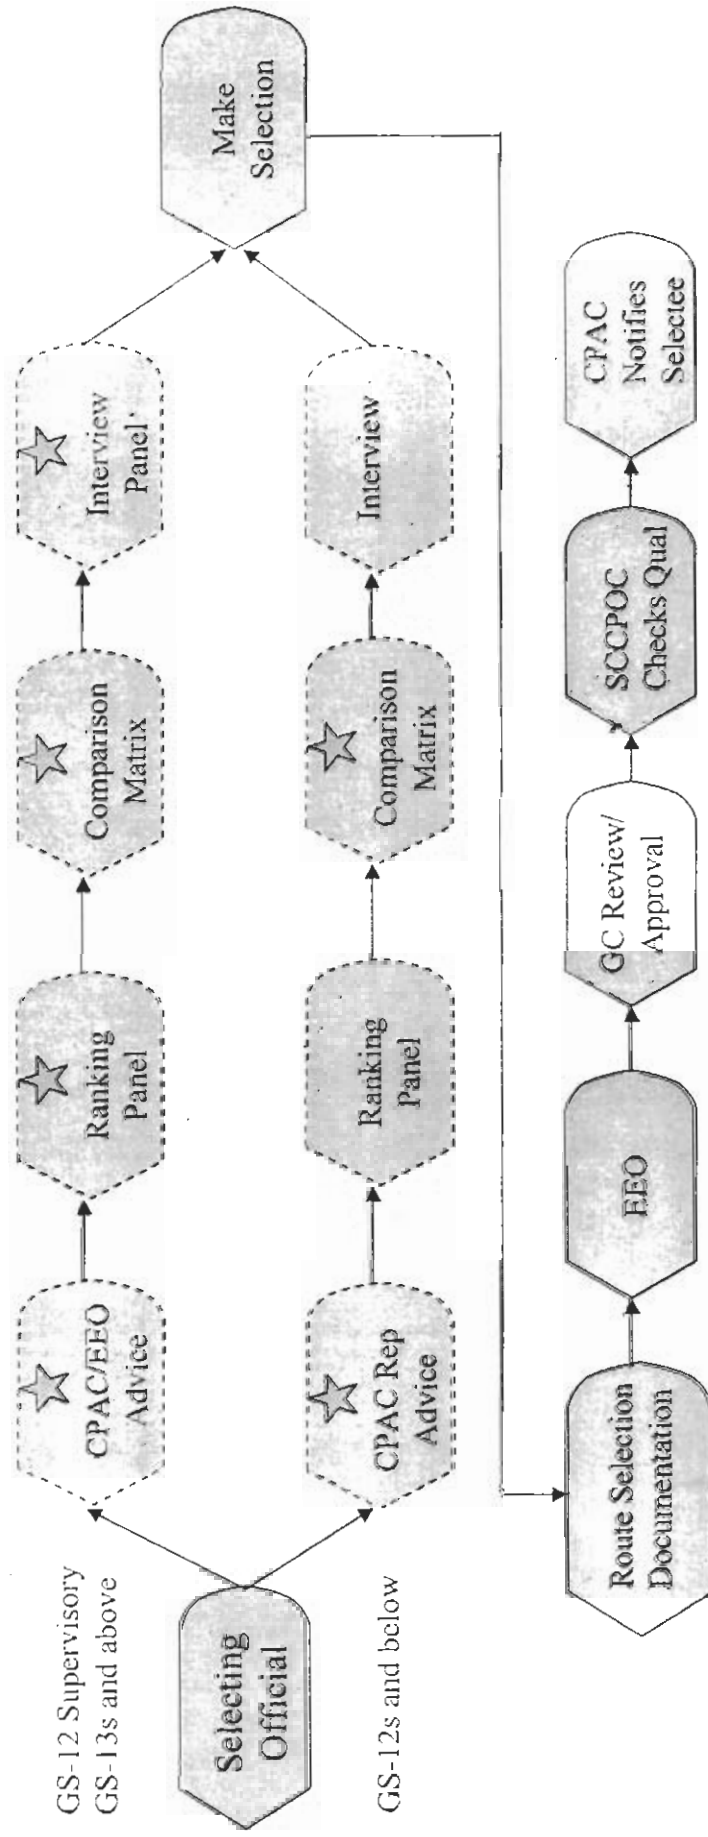 GS-12 Supervisory
GS-13s and above
Selecting
Official
GS-12s and below
CPAC/EEO
Advice
Ranking
Panel
Comparison
Matrix
Interview
Panel
CPAC Rep
Advice
Ranking
Panel
Comparison
Matrix
Interview
Make
Selection
Route Selection
Documentation
EEO
GC Review/
Approval
SCCPOC
Checks Qual
CPAC
Notifies
Selectee